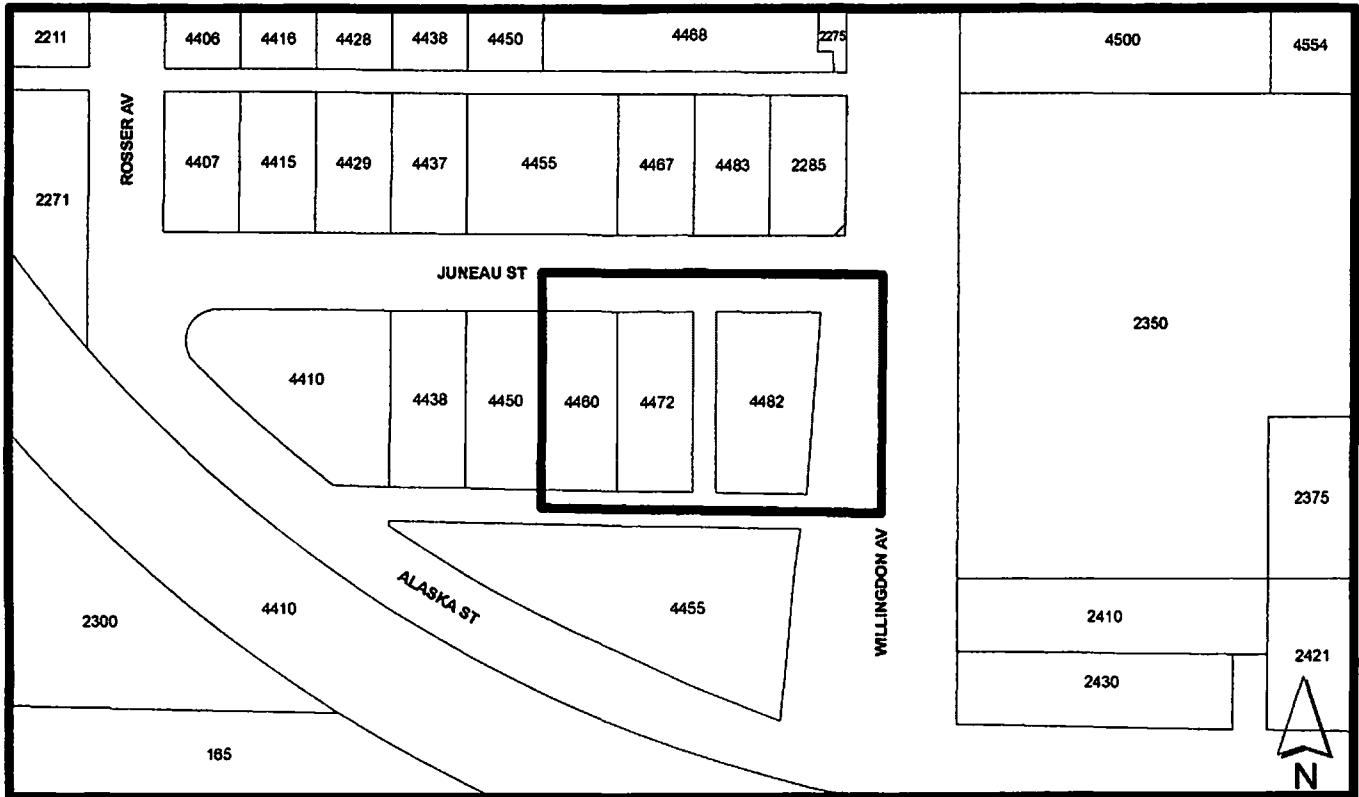 2211 4406 4416 4428 4438 4450 4468 2275 4500 4554
ROSSER AV
2271 4407 4415 4429 4437 4455 4467 4483 2285
JUNEAU ST
2350
4410 4438 4450 4460 4472 4482
2375
WILLINGDON AV
ALASKA ST
2300 4410 4455 2410
2421
2430
165
N